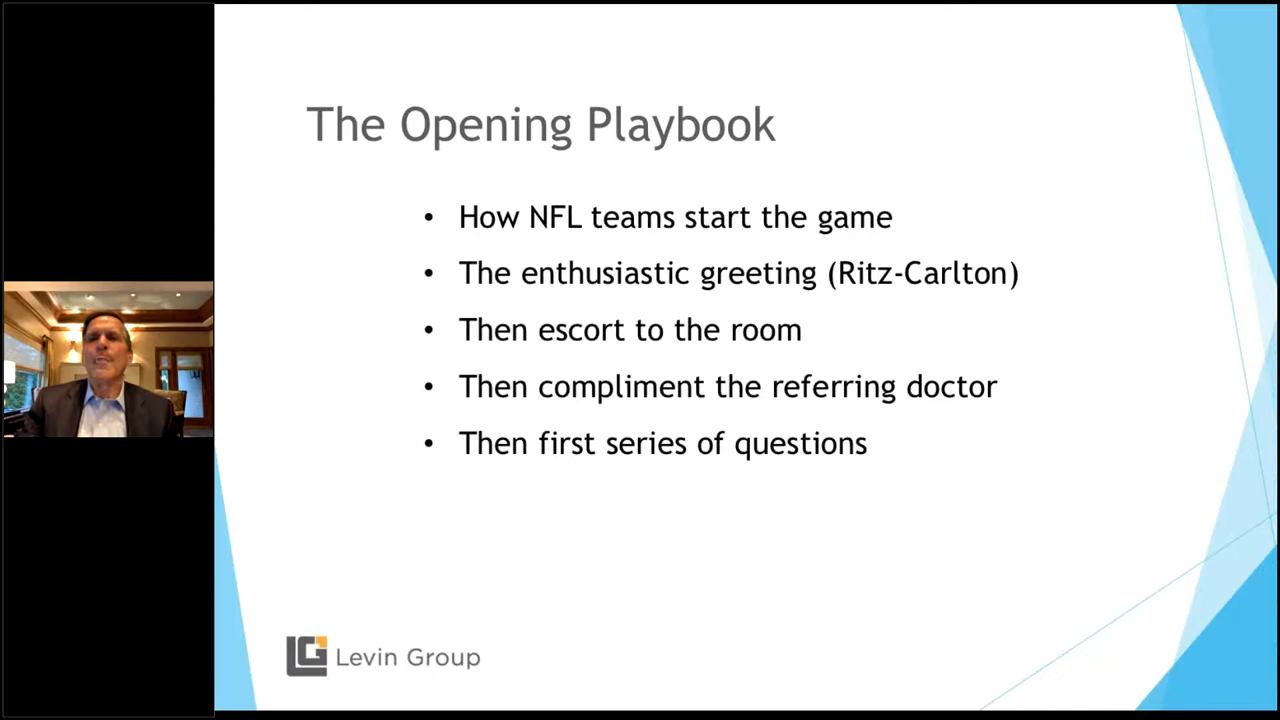 The Opening Playbook
• How NFL teams start the game
• The enthusiastic greeting (Ritz-Carlton)
• Then escort to the room
• Then compliment the referring doctor
• Then first series of questions
LG Levin Group